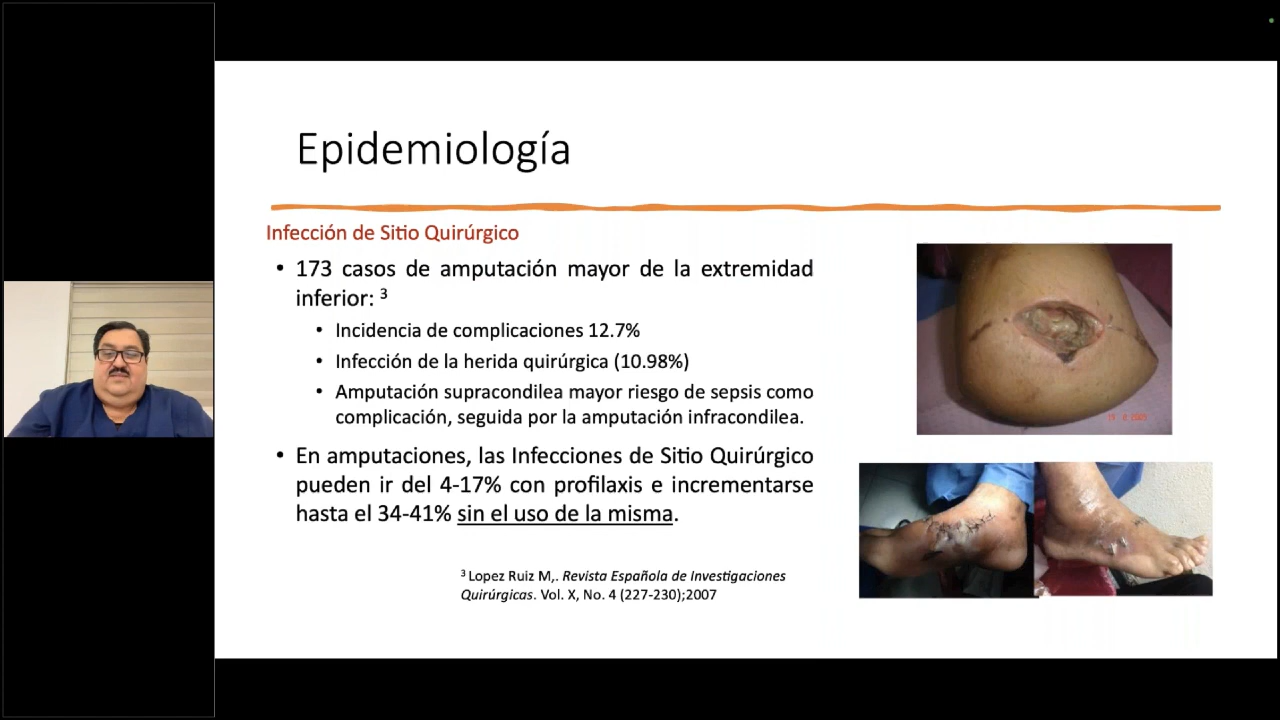 Epidemiología
Infección de Sitio Quirúrgico
• 173 casos de amputación mayor de la extremidad
inferior: ³
• Incidencia de complicaciones 12.7%
• Infección de la herida quirúrgica (10.98%)
• Amputación supracondilea mayor riesgo de sepsis como
complicación, seguida por la amputación infracondilea.
• En amputaciones, las Infecciones de Sitio Quirúrgico
pueden ir del 4-17% con profilaxis e incrementarse
hasta el 34-41% sin el uso de la misma.
³ Lopez Ruiz M,. Revista Española de Investigaciones
Quirúrgicas. Vol. X, No. 4 (227-230);2007